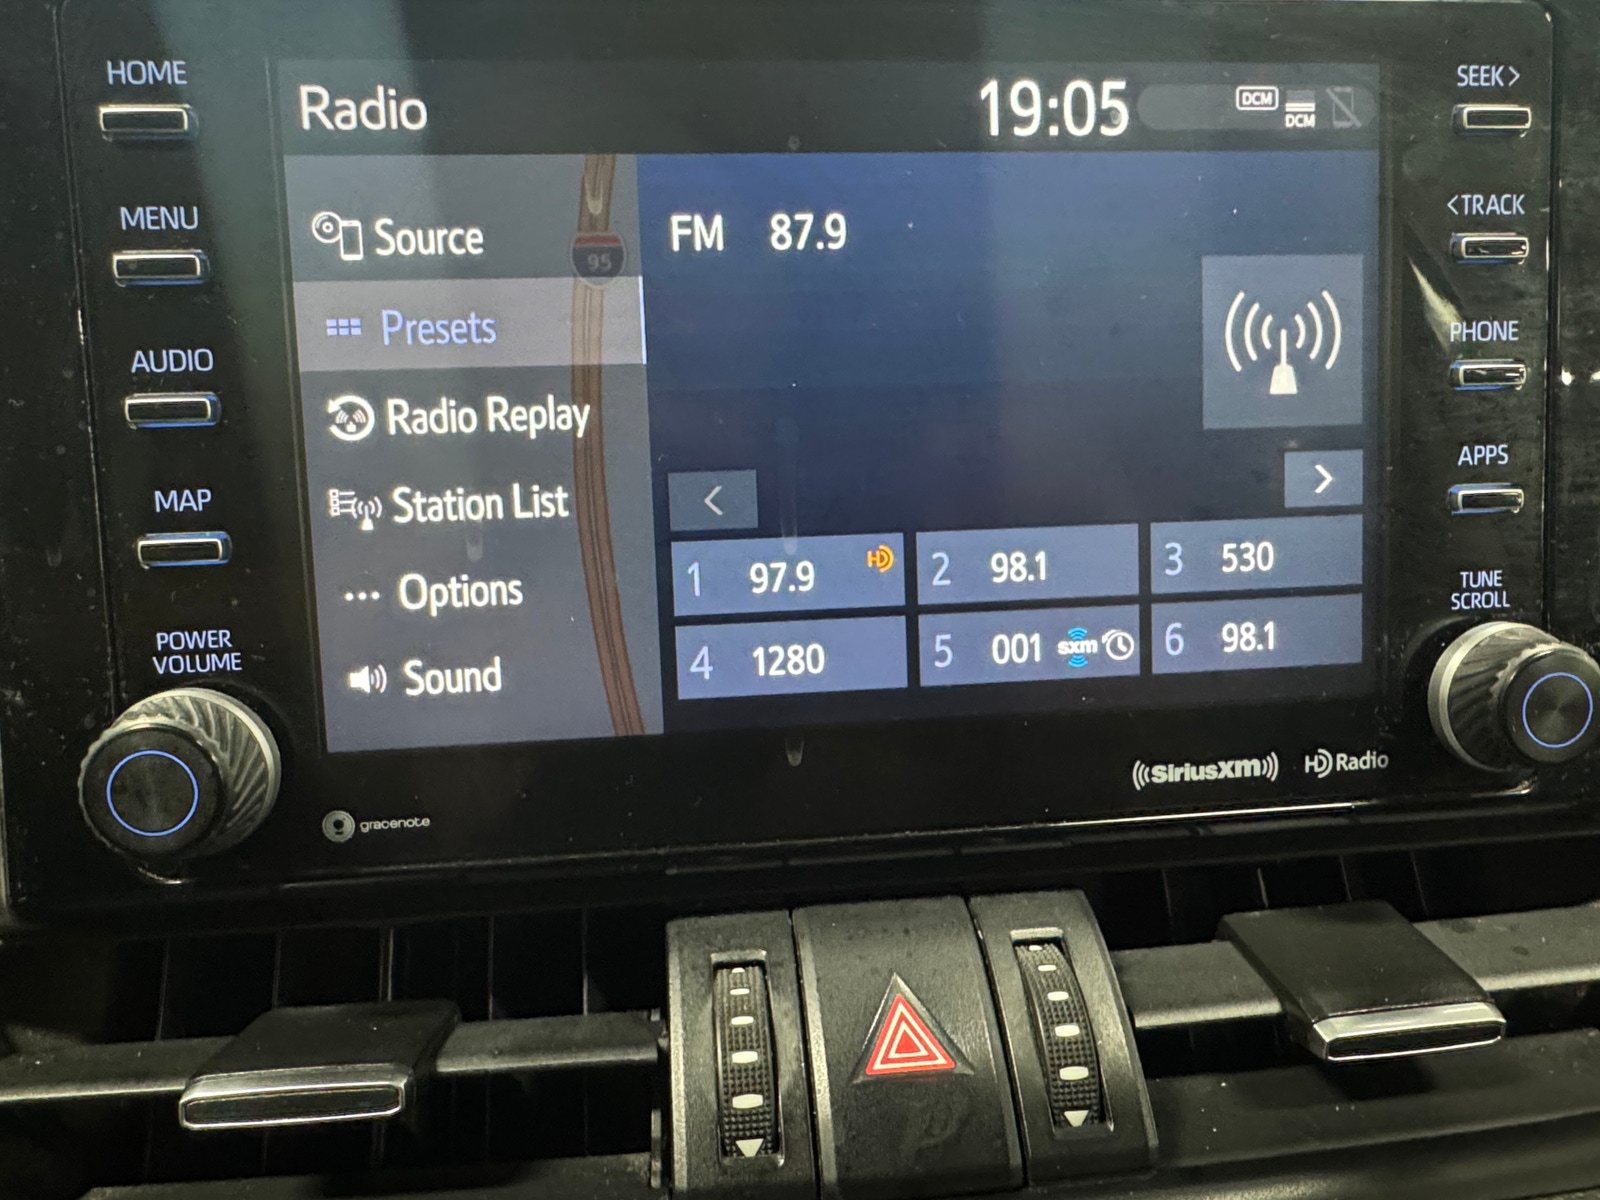 HOME
MENU
AUDIO
MAP
POWER
VOLUME
Radio
19:05
DCM
DCM
95
Source
Presets
Radio Replay
Station List
Options
Sound
FM 87.9
<
>
1 97.9 HD
2 98.1
3 530
4 1280
5 001 sxm
6 98.1
gracenote
((SiriusXM))
HD Radio
SEEK>
<TRACK
PHONE
APPS
TUNE
SCROLL